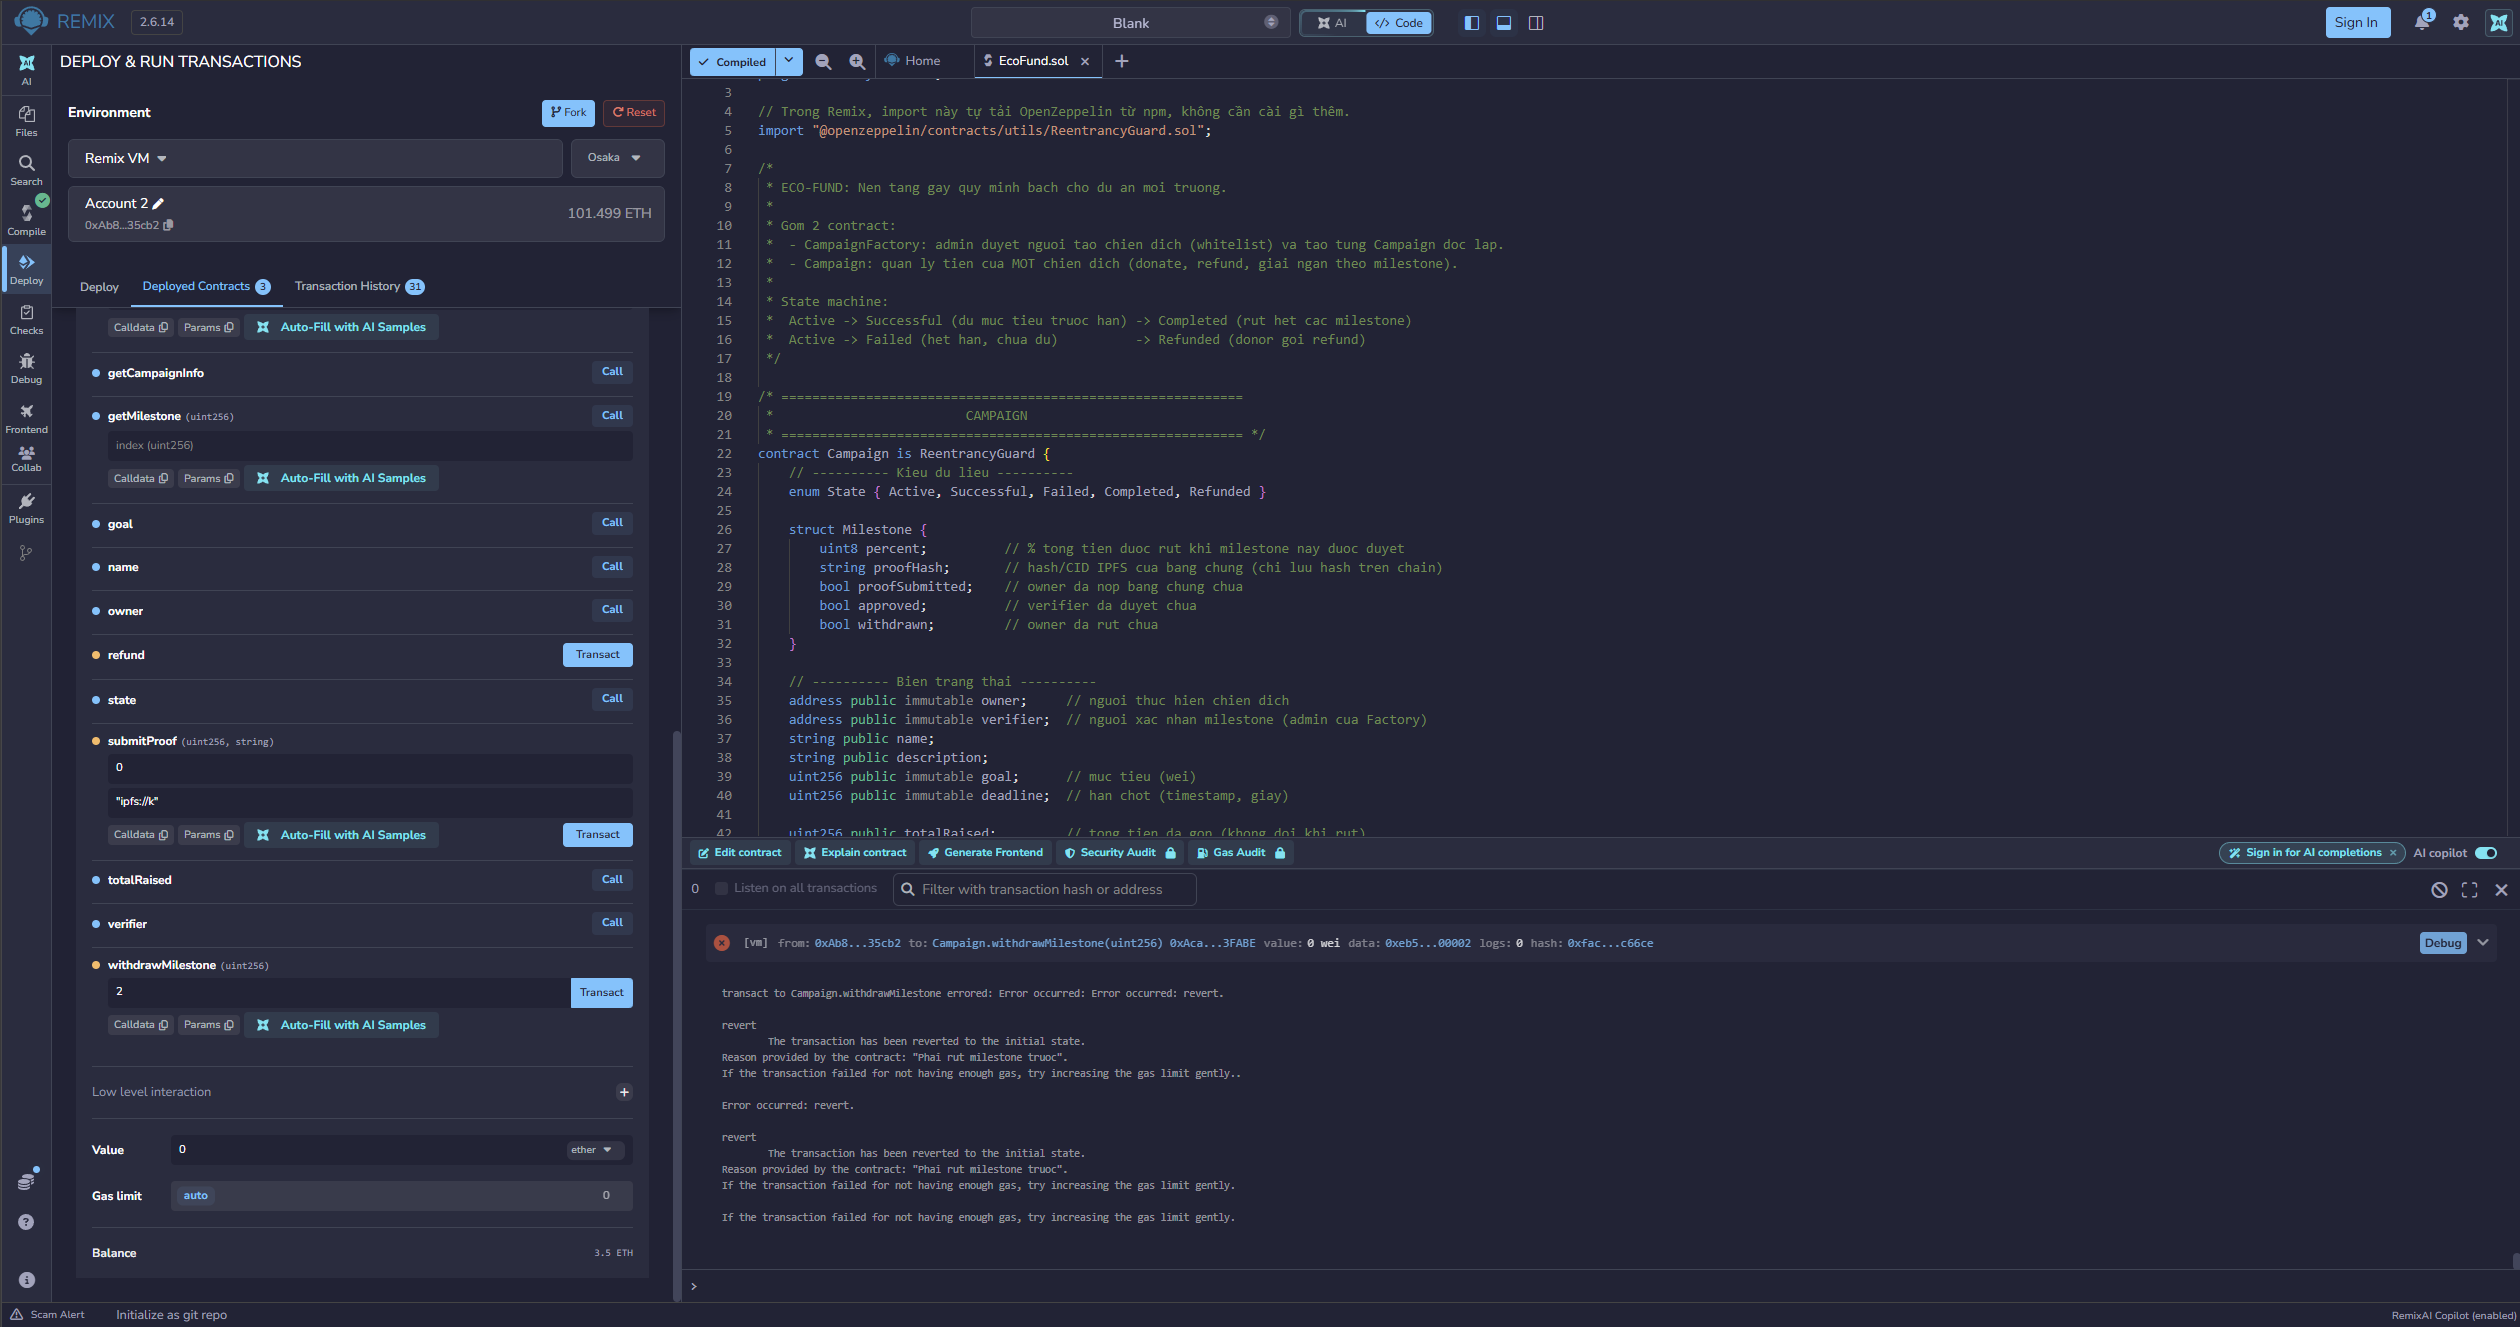 REMIX 2.6.14
Blank
AI
Code
Sign In
1
DEPLOY & RUN TRANSACTIONS
Compiled
Home
EcoFund.sol
AI
Files
Search
Compile
Deploy
Checks
Debug
Frontend
Collab
Plugins
Environment
Fork
Reset
Remix VM
Osaka
Account 2
0xAb8...35cb2
101.499 ETH
Deploy
Deployed Contracts 3
Transaction History 31
Calldata
Params
Auto-Fill with AI Samples
getCampaignInfo
Call
getMilestone (uint256)
Call
index (uint256)
Calldata
Params
Auto-Fill with AI Samples
goal
Call
name
Call
owner
Call
refund
Transact
state
Call
submitProof (uint256, string)
0
"ipfs://k"
Calldata
Params
Auto-Fill with AI Samples
Transact
totalRaised
Call
verifier
Call
withdrawMilestone (uint256)
2
Transact
Calldata
Params
Auto-Fill with AI Samples
Low level interaction
Value
0
ether
Gas limit
auto
0
Balance
3.5 ETH
3
4 // Trong Remix, import này tự tải OpenZeppelin từ npm, không cần cài gì thêm.
5 import "@openzeppelin/contracts/utils/ReentrancyGuard.sol";
6
7 /*
8 * ECO-FUND: Nen tang gay quy minh bach cho du an moi truong.
9 *
10 * Gom 2 contract:
11 * - CampaignFactory: admin duyet nguoi tao chien dich (whitelist) va tao tung Campaign doc lap.
12 * - Campaign: quan ly tien cua MOT chien dich (donate, refund, giai ngan theo milestone).
13 *
14 * State machine:
15 * Active -> Successful (du muc tieu truoc han) -> Completed (rut het cac milestone)
16 * Active -> Failed (het han, chua du) -> Refunded (donor goi refund)
17 */
18
19 /* ============================================================
20 * CAMPAIGN
21 * ============================================================ */
22 contract Campaign is ReentrancyGuard {
23 // ---------- Kieu du lieu ----------
24 enum State { Active, Successful, Failed, Completed, Refunded }
25
26 struct Milestone {
27 uint8 percent; // % tong tien duoc rut khi milestone nay duoc duyet
28 string proofHash; // hash/CID IPFS cua bang chung (chi luu hash tren chain)
29 bool proofSubmitted; // owner da nop bang chung chua
30 bool approved; // verifier da duyet chua
31 bool withdrawn; // owner da rut chua
32 }
33
34 // ---------- Bien trang thai ----------
35 address public immutable owner; // nguoi thuc hien chien dich
36 address public immutable verifier; // nguoi xac nhan milestone (admin cua Factory)
37 string public name;
38 string public description;
39 uint256 public immutable goal; // muc tieu (wei)
40 uint256 public immutable deadline; // han chot (timestamp, giay)
41
42 uint256 public totalRaised; // tong tien da gop (khong doi khi rut)
Edit contract
Explain contract
Generate Frontend
Security Audit
Gas Audit
Sign in for AI completions ×
AI copilot
0
Listen on all transactions
Filter with transaction hash or address
[vm] from: 0xAb8...35cb2 to: Campaign.withdrawMilestone(uint256) 0xAca...3FABE value: 0 wei data: 0xeb5...00002 logs: 0 hash: 0xfac...c66ce
Debug
transact to Campaign.withdrawMilestone errored: Error occurred: Error occurred: revert.
revert
The transaction has been reverted to the initial state.
Reason provided by the contract: "Phai rut milestone truoc".
If the transaction failed for not having enough gas, try increasing the gas limit gently..
Error occurred: revert.
revert
The transaction has been reverted to the initial state.
Reason provided by the contract: "Phai rut milestone truoc".
If the transaction failed for not having enough gas, try increasing the gas limit gently.
If the transaction failed for not having enough gas, try increasing the gas limit gently.
>
Scam Alert
Initialize as git repo
RemixAI Copilot (enabled)